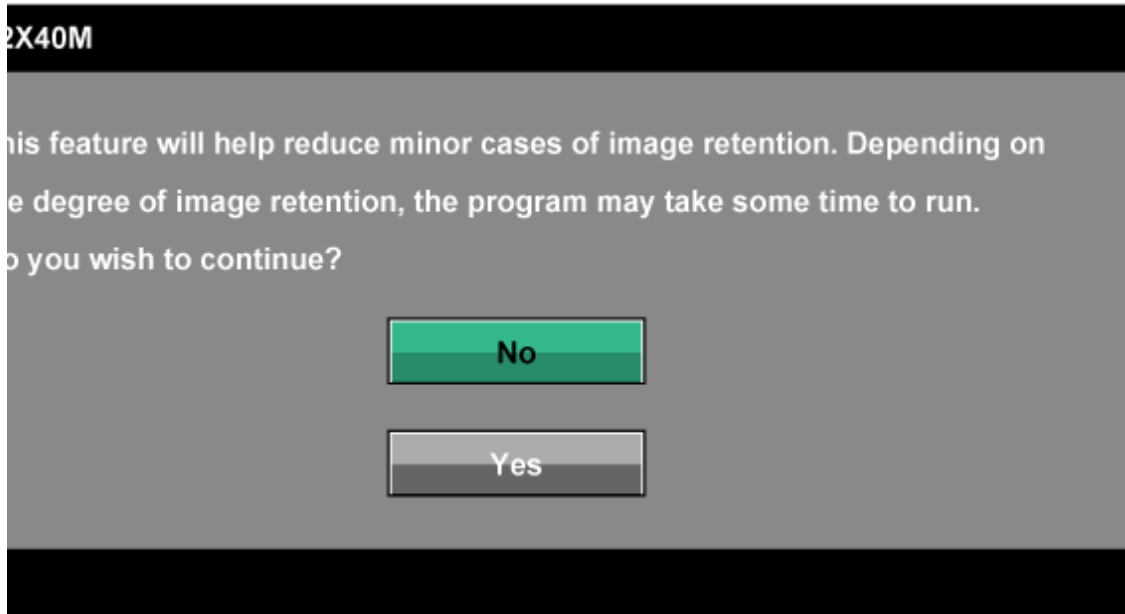 2X40M
his feature will help reduce minor cases of image retention. Depending on
e degree of image retention, the program may take some time to run.
o you wish to continue?
No
Yes